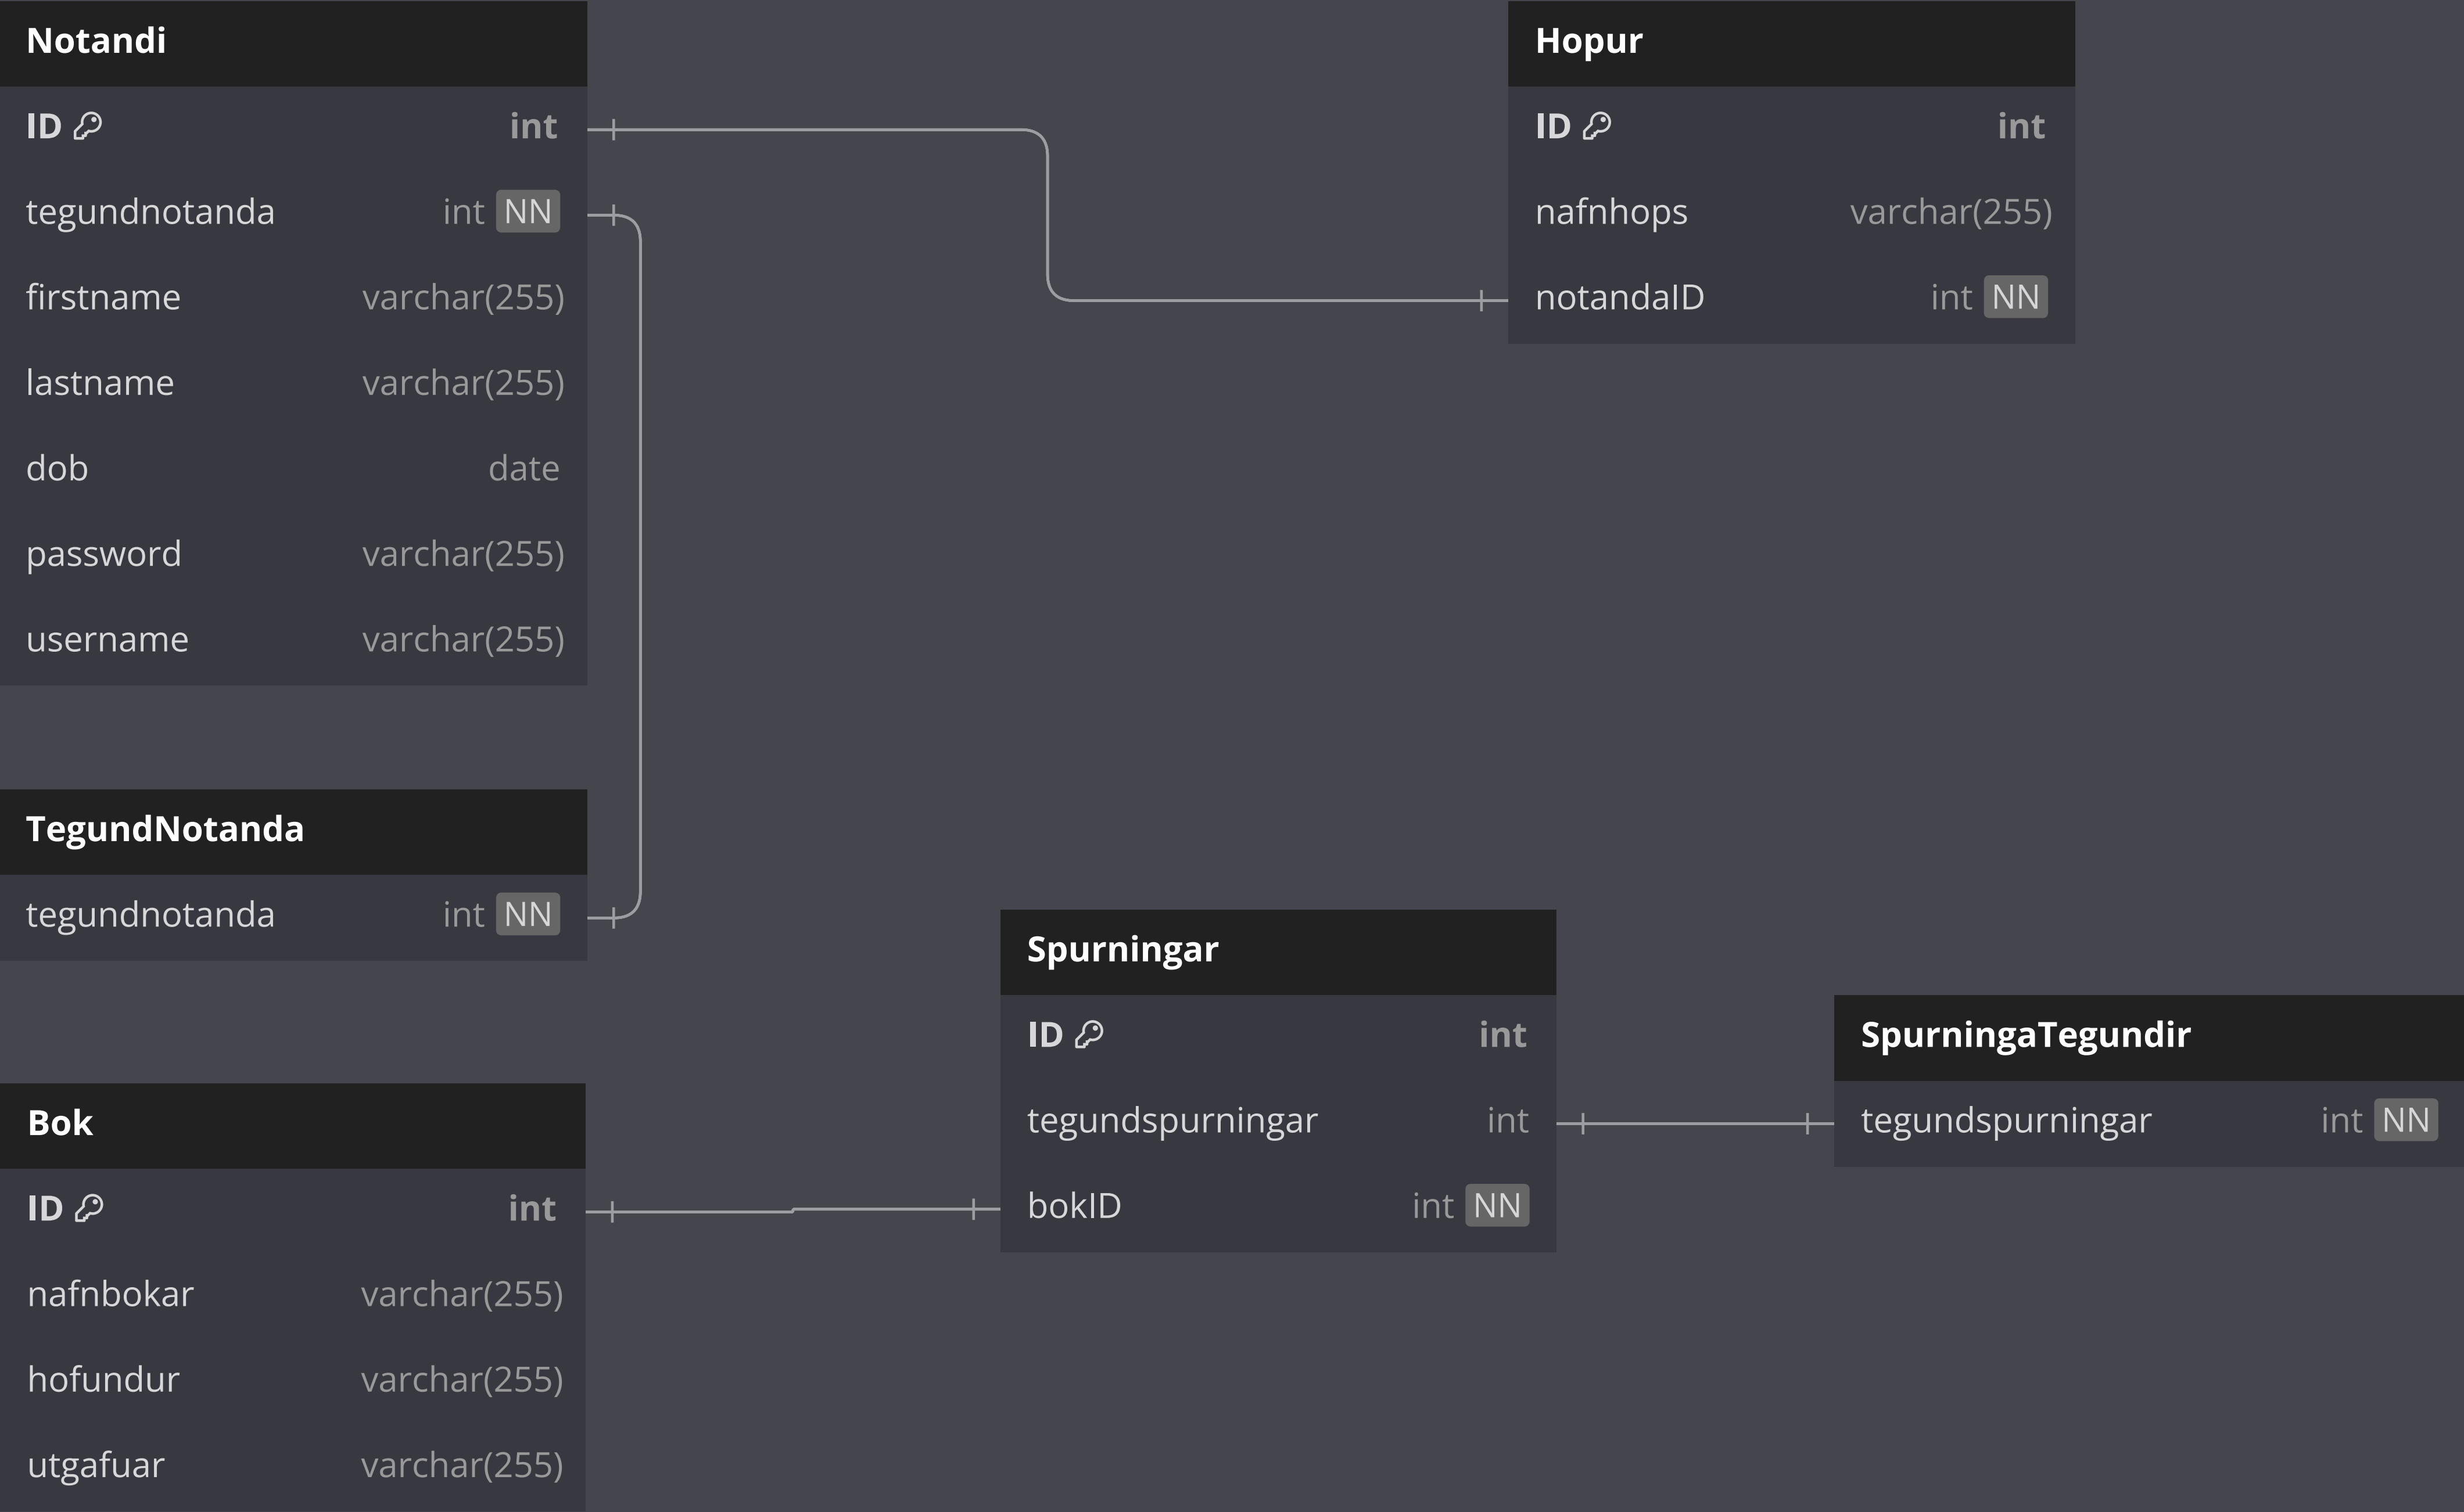 Notandi
ID int
tegundnotanda int NN
firstname varchar(255)
lastname varchar(255)
dob date
password varchar(255)
username varchar(255)
Hopur
ID int
nafnhops varchar(255)
notandaID int NN
TegundNotanda
tegundnotanda int NN
Spurningar
ID int
tegundspurningar int
bokID int NN
SpurningaTegundir
tegundspurningar int NN
Bok
ID int
nafnbokar varchar(255)
hofundur varchar(255)
utgafuar varchar(255)